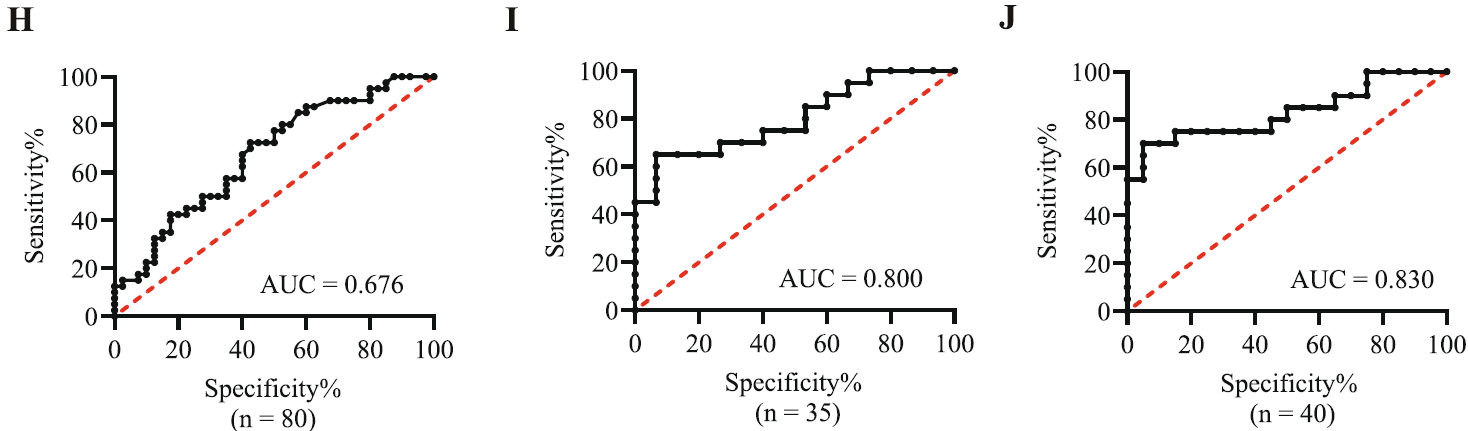 H
Sensitivity%
100
80
60
40
20
0
AUC = 0.676
0 20 40 60 80 100
Specificity%
(n = 80)
I
Sensitivity%
100
80
60
40
20
0
AUC = 0.800
0 20 40 60 80 100
Specificity%
(n = 35)
J
Sensitivity%
100
80
60
40
20
0
AUC = 0.830
0 20 40 60 80 100
Specificity%
(n = 40)